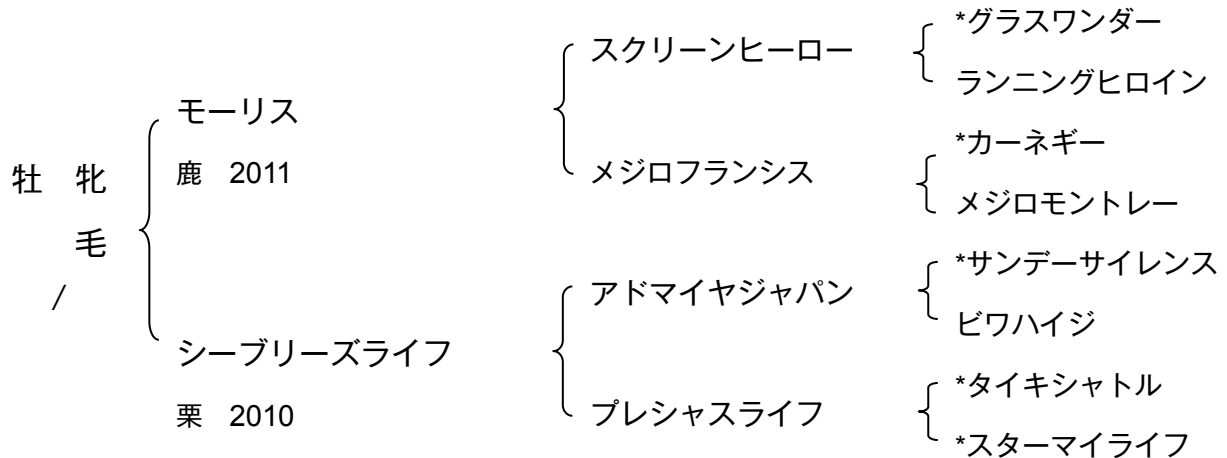 *グラスワンダー
スクリーンヒーロー
ランニングヒロイン
モーリス
鹿 2011
*カーネギー
メジロフランシス
メジロモントレー
牡 牝
毛
/
*サンデーサイレンス
アドマイヤジャパン
ビワハイジ
シーブリーズライフ
栗 2010
*タイキシャトル
プレシャスライフ
*スターマイライフ